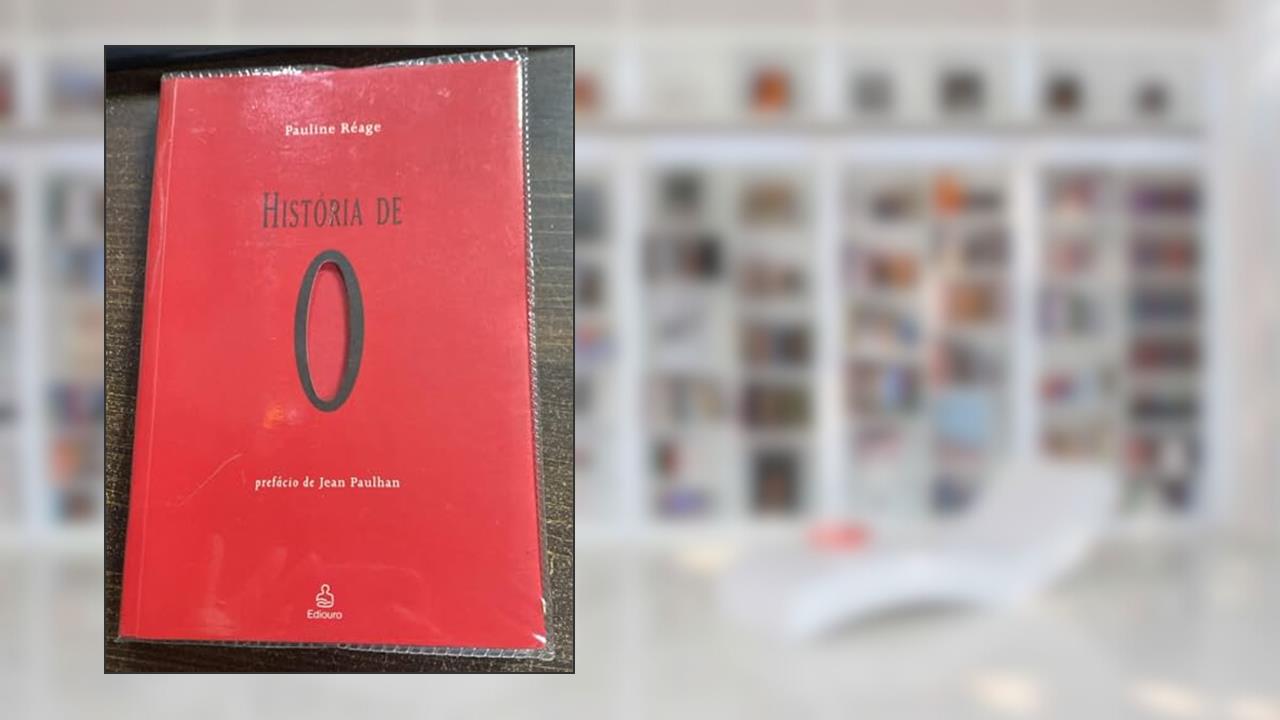 Pauline Réage
HISTÓRIA DE
O
prefácio de Jean Paulhan
Ediouro